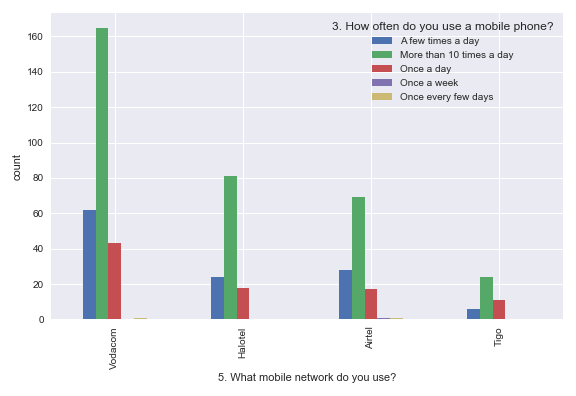 3. How often do you use a mobile phone?
A few times a day
More than 10 times a day
Once a day
Once a week
Once every few days
160
140
120
100
80
60
40
20
0
count
Vodacom
Halotel
Airtel
Tigo
5. What mobile network do you use?